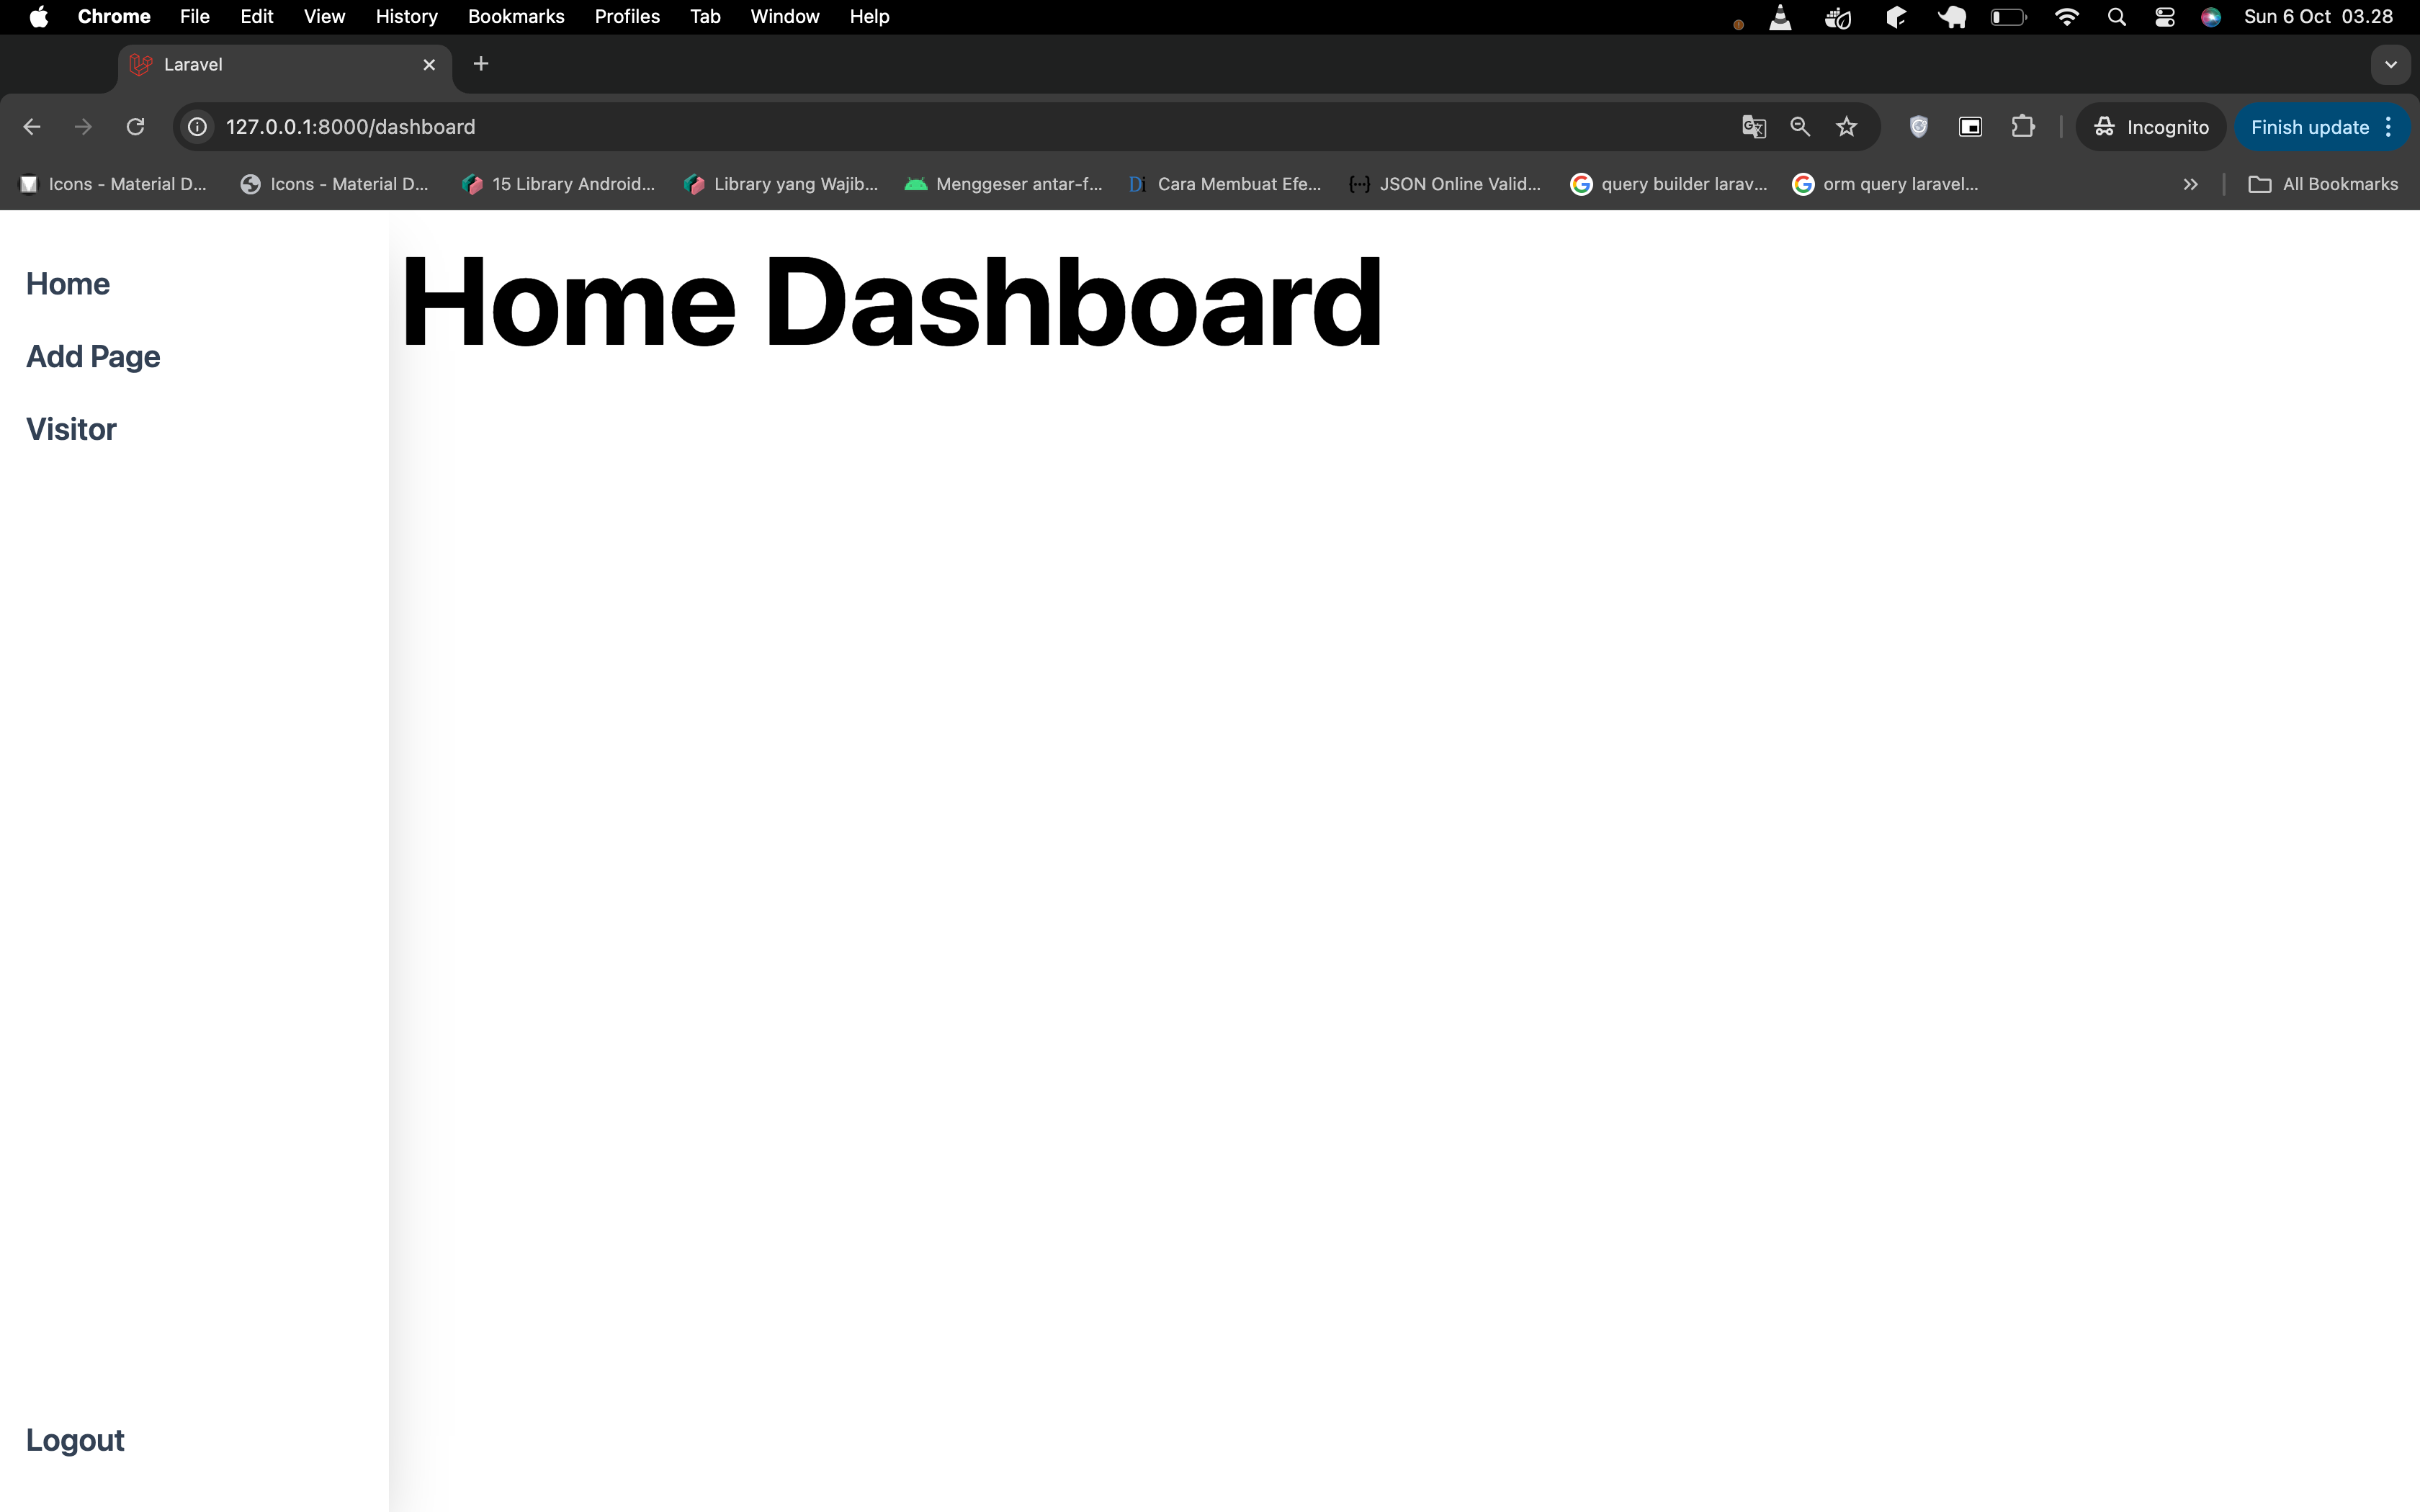 Chrome File Edit View History Bookmarks Profiles Tab Window Help Sun 6 Oct 03.28
Laravel
127.0.0.1:8000/dashboard Incognito Finish update
Icons - Material D... Icons - Material D... 15 Library Android... Library yang Wajib... Menggeser antar-f... Di Cara Membuat Efe... JSON Online Valid... query builder larav... orm query laravel... All Bookmarks
Home
Add Page
Visitor
Logout
Home Dashboard